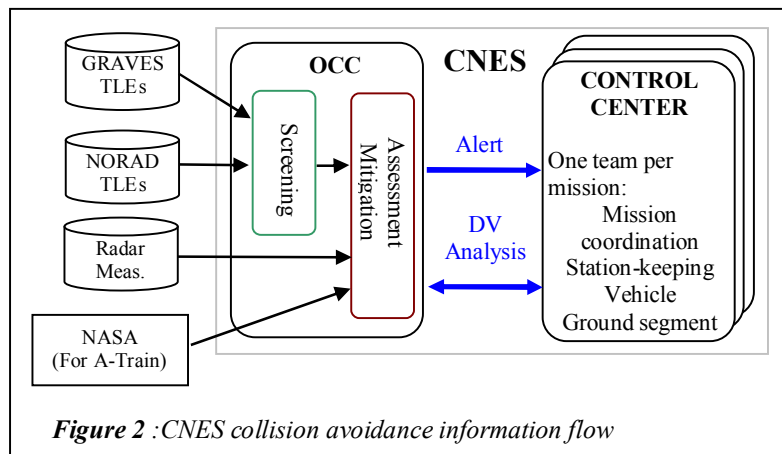 GRAVES
TLEs
NORAD
TLEs
Radar
Meas.
NASA
(For A-Train)
OCC
Screening
Assessment
Mitigation
CNES
Alert
DV
Analysis
CONTROL
CENTER
One team per
mission:
Mission
coordination
Station-keeping
Vehicle
Ground segment
Figure 2 :CNES collision avoidance information flow